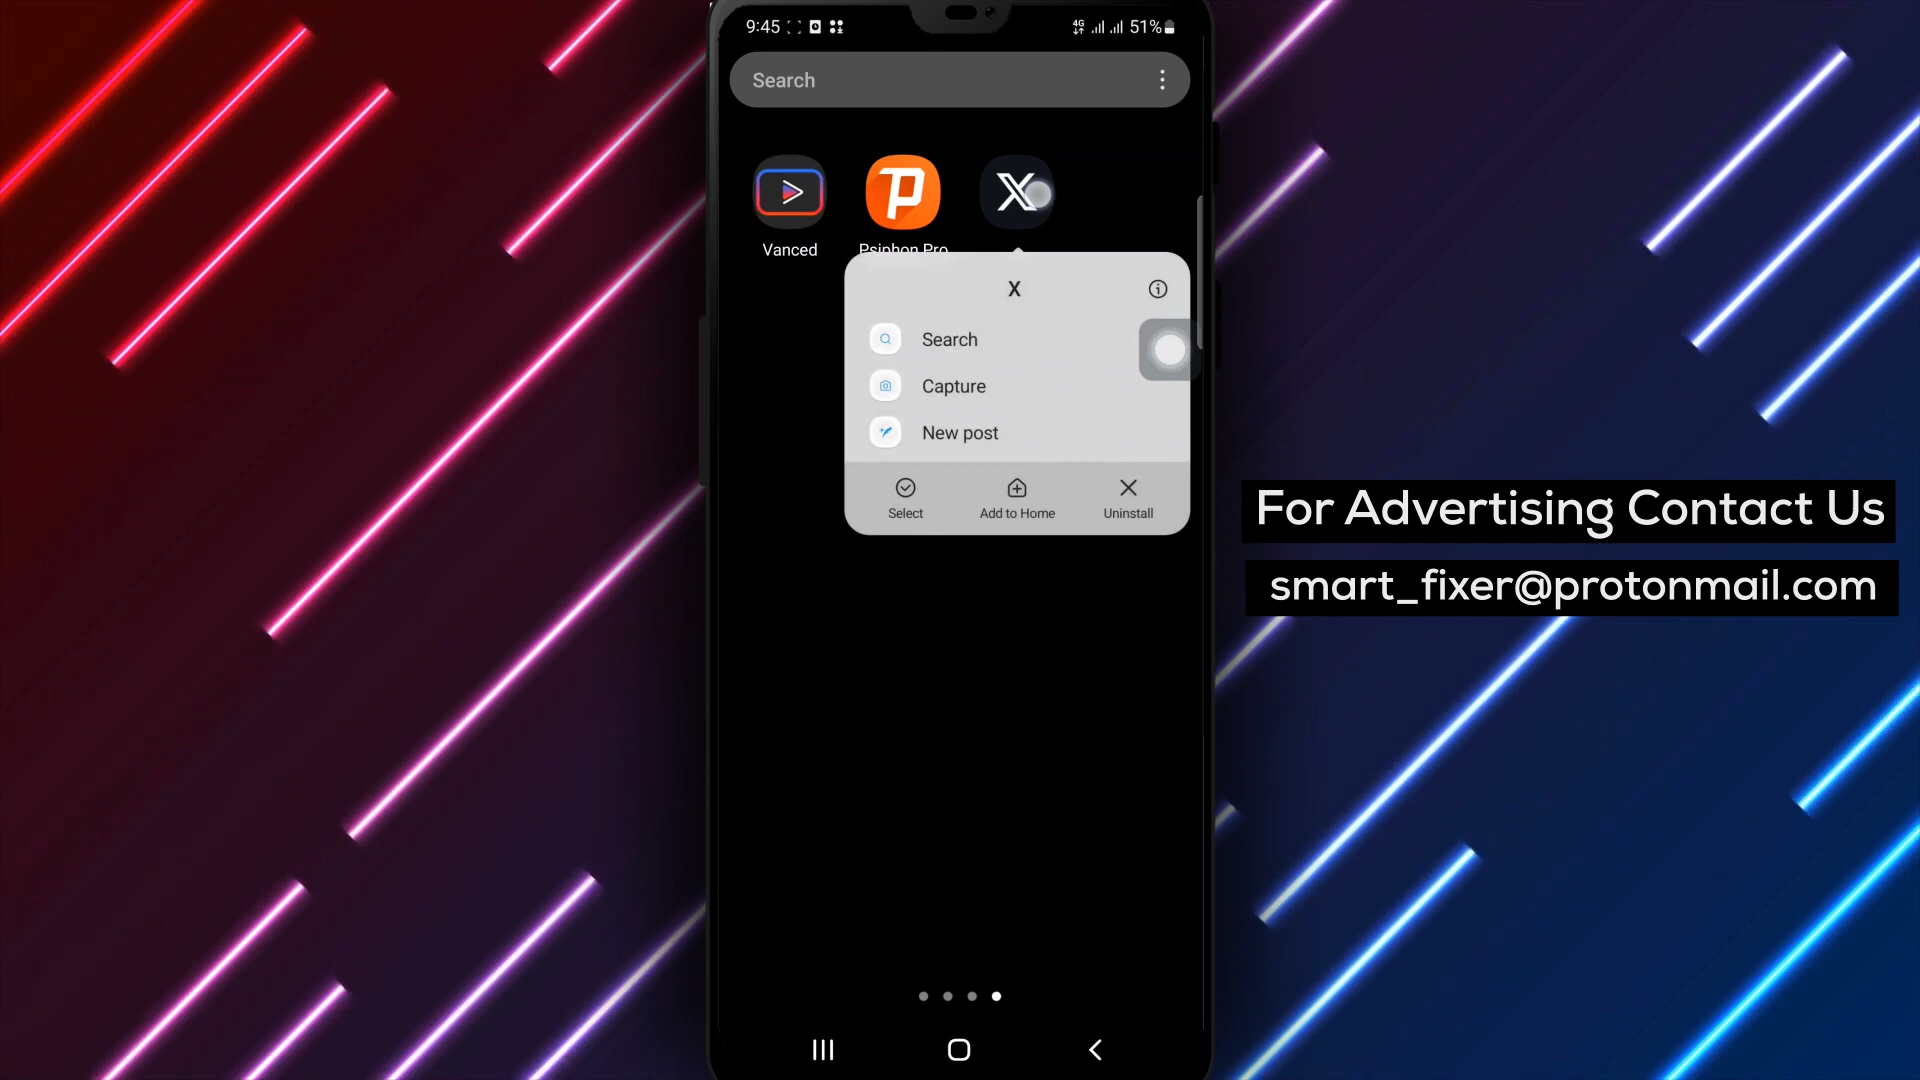 9:45
4G 51%
Search
Vanced
Psiphon Pro
X
Search
Capture
New post
Select
Add to Home
Uninstall
For Advertising Contact Us
smart_fixer@protonmail.com